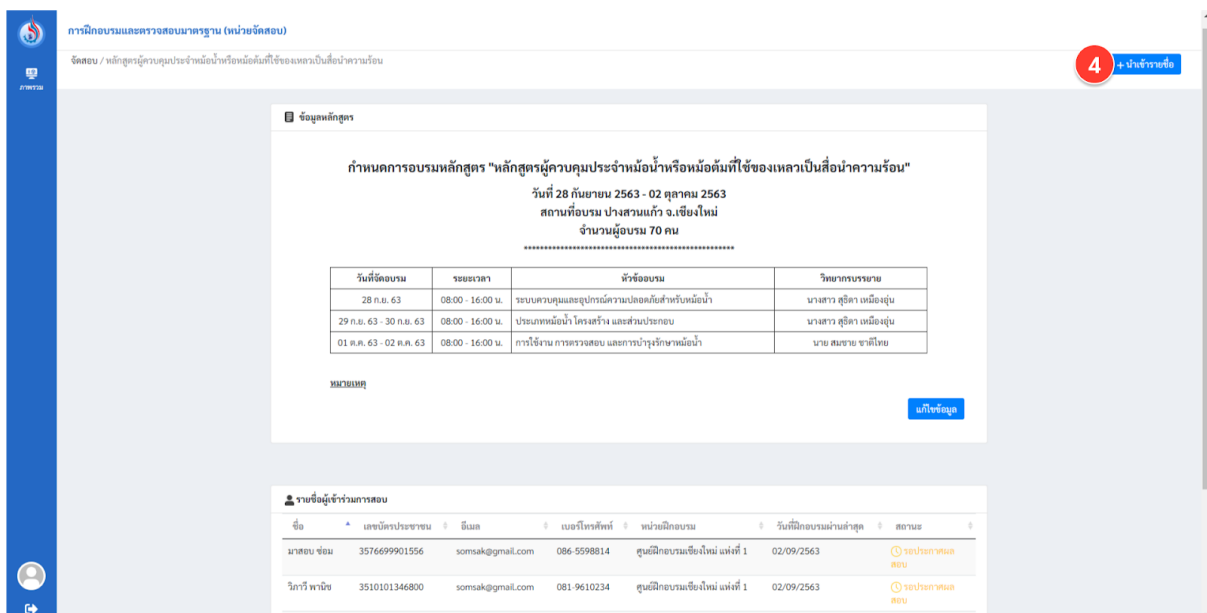 การฝึกอบรมและตรวจสอบมาตรฐาน (หน่วยจัดสอบ)
จัดสอบ / หลักสูตรผู้ควบคุมประจำหม้อน้ำหรือหม้อต้มที่ใช้ของเหลวเป็นสื่อนำความร้อน
4 + นำเข้ารายชื่อ
ภาพรวม
ข้อมูลหลักสูตร
กำหนดการอบรมหลักสูตร "หลักสูตรผู้ควบคุมประจำหม้อน้ำหรือหม้อต้มที่ใช้ของเหลวเป็นสื่อนำความร้อน"
วันที่ 28 กันยายน 2563 - 02 ตุลาคม 2563
สถานที่อบรม ปางสวนแก้ว จ.เชียงใหม่
จำนวนผู้อบรม 70 คน
****************************************************
วันที่จัดอบรม ระยะเวลา หัวข้ออบรม วิทยากรบรรยาย
28 ก.ย. 63 08:00 - 16:00 น. ระบบควบคุมและอุปกรณ์ความปลอดภัยสำหรับหม้อน้ำ นางสาว สุธิดา เหมืองอุ่น
29 ก.ย. 63 - 30 ก.ย. 63 08:00 - 16:00 น. ประเภทหม้อน้ำ โครงสร้าง และส่วนประกอบ นางสาว สุธิดา เหมืองอุ่น
01 ต.ค. 63 - 02 ต.ค. 63 08:00 - 16:00 น. การใช้งาน การตรวจสอบ และการบำรุงรักษาหม้อน้ำ นาย สมชาย ชาติไทย
หมายเหตุ
แก้ไขข้อมูล
รายชื่อผู้เข้าร่วมการสอบ
ชื่อ เลขบัตรประชาชน อีเมล เบอร์โทรศัพท์ หน่วยฝึกอบรม วันที่ฝึกอบรมผ่านล่าสุด สถานะ
มาสอบ ซ่อม 3576699901556 somsak@gmail.com 086-5598814 ศูนย์ฝึกอบรมเชียงใหม่ แห่งที่ 1 02/09/2563 รอประกาศผล
สอบ
วิภาวี พานิช 3510101346800 somsak@gmail.com 081-9610234 ศูนย์ฝึกอบรมเชียงใหม่ แห่งที่ 1 02/09/2563 รอประกาศผล
สอบ